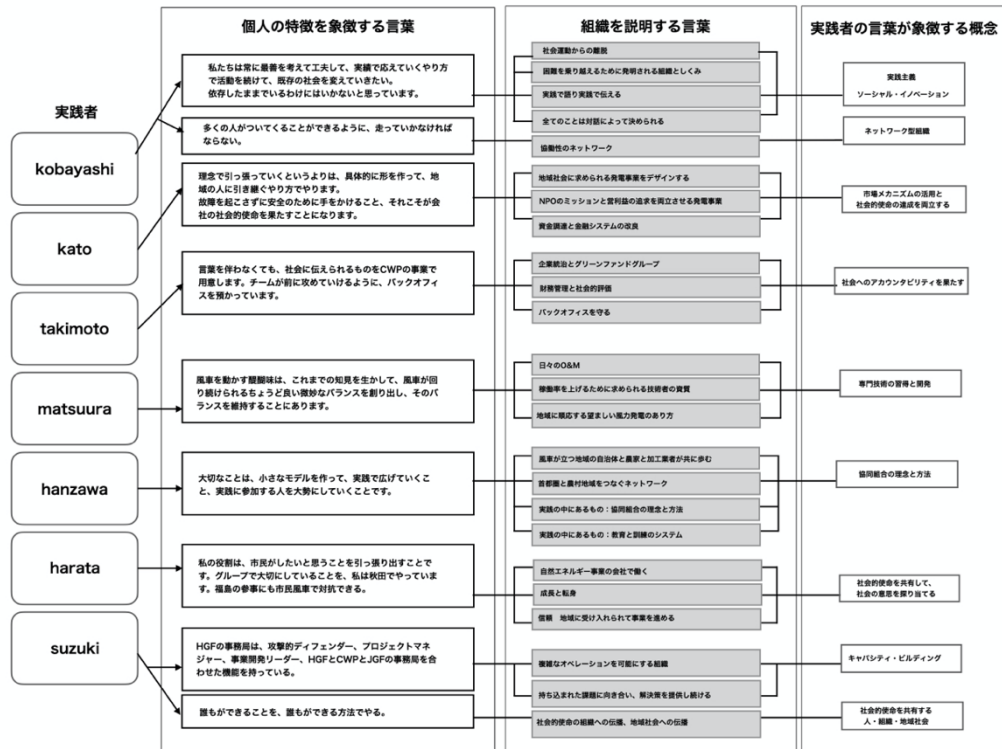 個人の特徴を象徴する言葉
組織を説明する言葉
実践者の言葉が象徴する概念
実践者
kobayashi
kato
takimoto
matsuura
hanzawa
harata
suzuki
私たちは常に最善を考えて工夫して、実績で応えていくやり方
で活動を続けて、既存の社会を変えていきたい。
依存したままでいるわけにはいかないと思っています。
多くの人がついてくることができるように、走っていかなければ
ならない。
理念で引っ張っていくというよりは、具体的に形を作って、地
域の人に引き継ぐやり方でやります。
故障を起こさずに安全のために手をかけること、それこそが会
社の社会的使命を果たすことになります。
言葉を伴わなくても、社会に伝えられるものをCWPの事業で
用意します。チームが前に攻めていけるように、バックオフィ
スを預かっています。
風車を動かす醍醐味は、これまでの知見を生かして、風車が回
り続けられるちょうど良い微妙なバランスを創り出し、そのバ
ランスを維持することにあります。
大切なことは、小さなモデルを作って、実践で広げていくこ
と、実践に参加する人を大勢にしていくことです。
私の役割は、市民がしたいと思うことを引っ張り出すことで
す。グループで大切にしていることを、私は秋田でやっていま
す。福島の参事にも市民風車で対抗できる。
HGFの事務局は、攻撃的ディフェンダー、プロジェクトマネ
ジャー、事業開発リーダー、HGFとCWPとJGFの事務局を合
わせた機能を持っている。
誰もができることを、誰もができる方法でやる。
社会運動からの離脱
困難を乗り越えるために発明される組織としくみ
実践で語り実践で伝える
全てのことは対話によって決められる
協働性のネットワーク
地域社会に求められる発電事業をデザインする
NPOのミッションと営利益の追求を両立させる発電事業
資金調達と金融システムの改良
企業統治とグリーンファンドグループ
財務管理と社会的評価
バックオフィスを守る
日々のO&M
稼働率を上げるために求められる技術者の資質
地域に順応する望ましい風力発電のあり方
風車が立つ地域の自治体と農家と加工業者が共に歩む
首都圏と農村地域をつなぐネットワーク
実践の中にあるもの：協同組合の理念と方法
実践の中にあるもの：教育と訓練のシステム
自然エネルギー事業の会社で働く
成長と転身
信頼　地域に受け入れられて事業を進める
複雑なオペレーションを可能にする組織
持ち込まれた課題に向き合い、解決策を提供し続ける
社会的使命の組織への伝播、地域社会への伝播
実践主義
ソーシャル・イノベーション
ネットワーク型組織
市場メカニズムの活用と
社会的使命の達成を両立する
社会へのアカウンタビリティを果たす
専門技術の習得と開発
協同組合の理念と方法
社会的使命を共有して、
社会の意思を探り当てる
キャパシティ・ビルディング
社会的使命を共有する
人・組織・地域社会